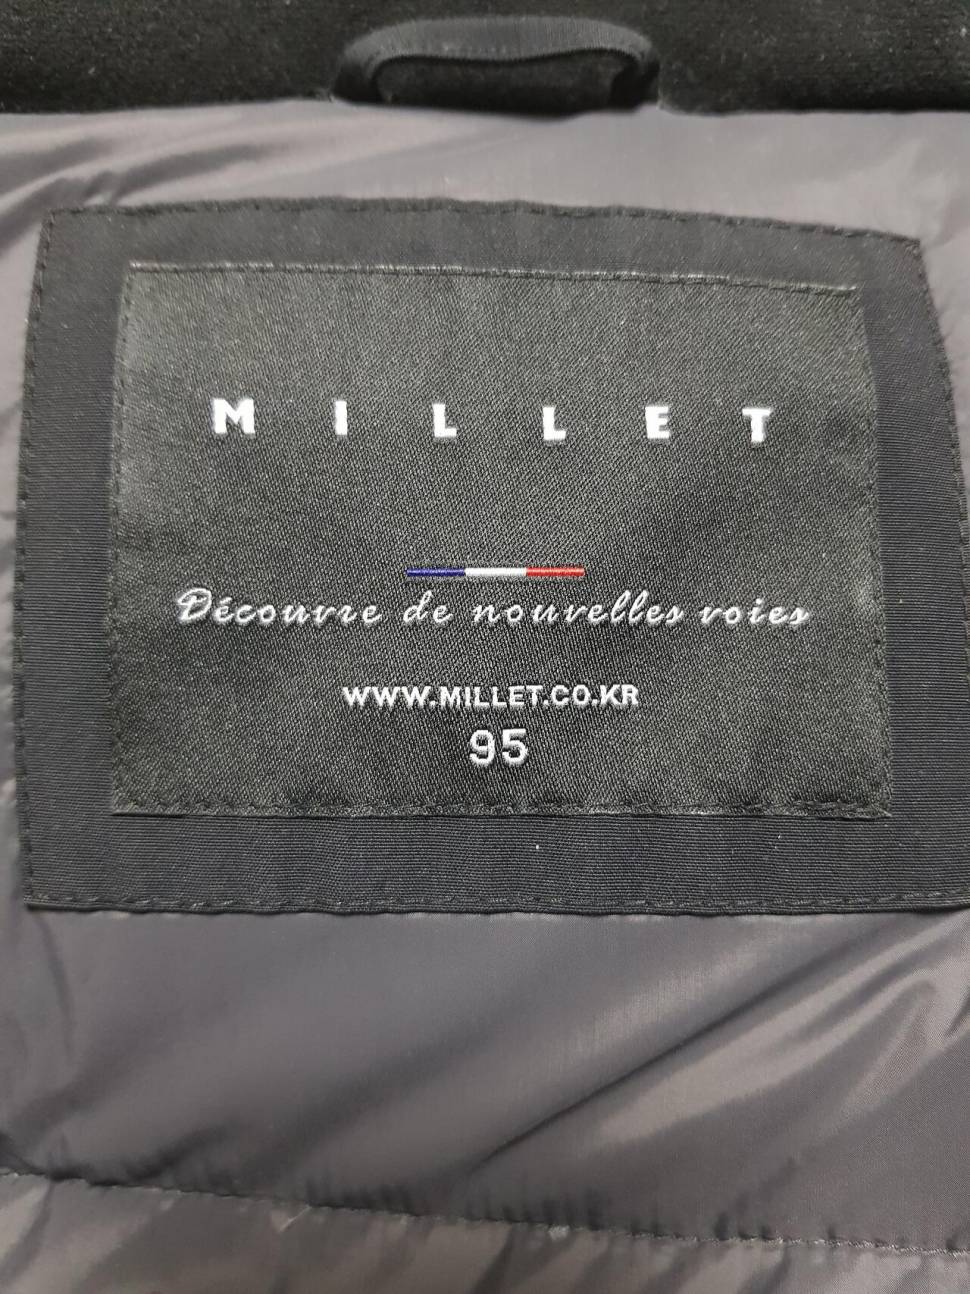 MILLET
Découvre de nouvelles voies
WWW.MILLET.CO.KR
95